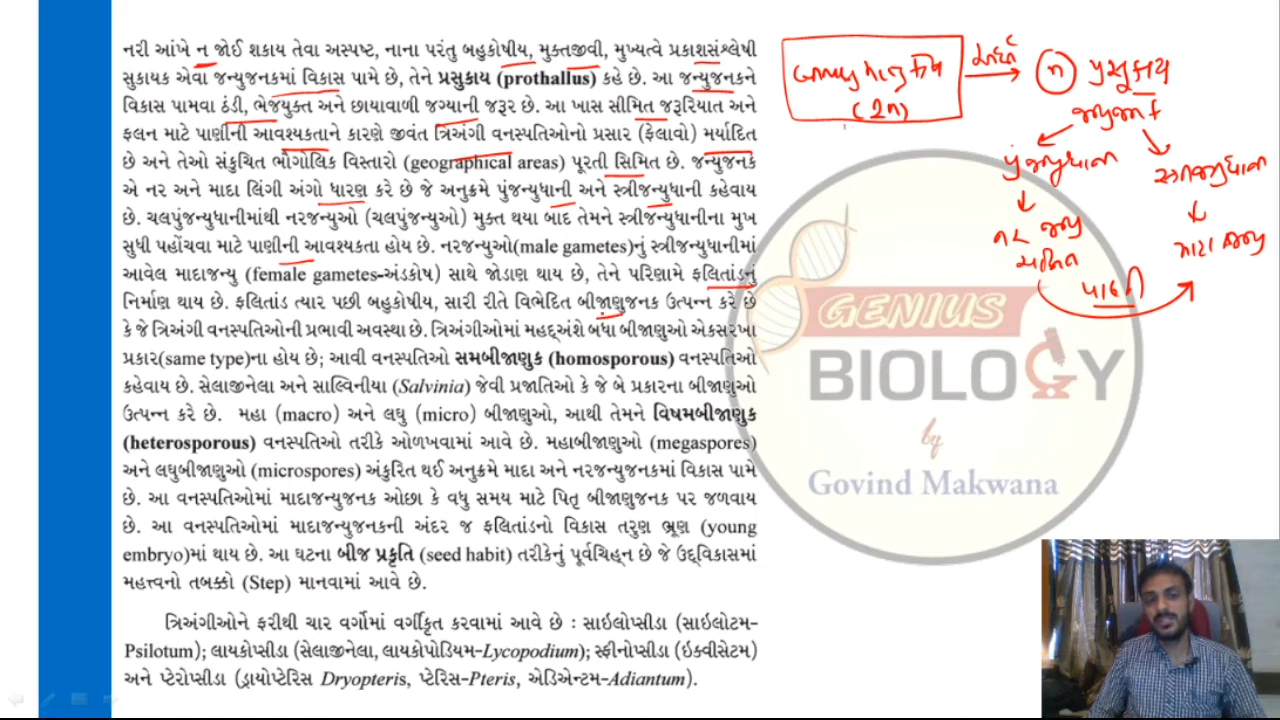 નરી આંખે ન જોઈ શકાય તેવા અસ્પષ્ટ, નાના પરંતુ બહુકોષીય, મુક્તજીવી, મુખ્યત્વે પ્રકાશસંશ્લેષી
સુકાયક એવા જન્યુજનકમાં વિકાસ પામે છે, તેને પ્રસુકાય (prothallus) કહે છે. આ જન્યુજનકને
વિકાસ પામવા ઠંડી, ભેજયુક્ત અને છાયાવાળી જગ્યાની જરૂર છે. આ ખાસ સીમિત જરૂરિયાત અને
ફલન માટે પાણીની આવશ્યકતાને કારણે જીવંત ત્રિઅંગી વનસ્પતિઓનો પ્રસાર (ફેલાવો) મર્યાદિત
છે અને તેઓ સંકુચિત ભૌગોલિક વિસ્તારો (geographical areas) પૂરતી સિમિત છે. જન્યુજનક
એ નર અને માદા લિંગી અંગો ધારણ કરે છે જે અનુક્રમે પુંજન્યુધાની અને સ્ત્રીજન્યુધાની કહેવાય
છે. ચલપુંજન્યુધાનીમાંથી નરજન્યુઓ (ચલપુંજન્યુઓ) મુક્ત થયા બાદ તેમને સ્ત્રીજન્યુધાનીના મુખ
સુધી પહોંચવા માટે પાણીની આવશ્યકતા હોય છે. નરજન્યુઓ(male gametes)નું સ્ત્રીજન્યુધાનીમાં
આવેલ માદાજન્યુ (female gametes-અંડકોષ) સાથે જોડાણ થાય છે, તેને પરિણામે ફલિતાંડનું
નિર્માણ થાય છે. ફલિતાંડ ત્યાર પછી બહુકોષીય, સારી રીતે વિભેદિત બીજાણુજનક ઉત્પન્ન કરે છે
કે જે ત્રિઅંગી વનસ્પતિઓની પ્રભાવી અવસ્થા છે. ત્રિઅંગીઓમાં મહદ્અંશે બધા બીજાણુઓ એકસરખા
પ્રકાર(same type)ના હોય છે; આવી વનસ્પતિઓ સમબીજાણુક (homosporous) વનસ્પતિઓ
કહેવાય છે. સેલાજીનેલા અને સાલ્વિનીયા (Salvinia) જેવી પ્રજાતિઓ કે જે બે પ્રકારના બીજાણુઓ
ઉત્પન્ન કરે છે. મહા (macro) અને લઘુ (micro) બીજાણુઓ, આથી તેમને વિષમબીજાણુક
(heterosporous) વનસ્પતિઓ તરીકે ઓળખવામાં આવે છે. મહાબીજાણુઓ (megaspores)
અને લઘુબીજાણુઓ (microspores) અંકુરિત થઈ અનુક્રમે માદા અને નરજન્યુજનકમાં વિકાસ પામે
છે. આ વનસ્પતિઓમાં માદાજન્યુજનક ઓછા કે વધુ સમય માટે પિતૃ બીજાણુજનક પર જળવાય
છે. આ વનસ્પતિઓમાં માદાજન્યુજનકની અંદર જ ફલિતાંડનો વિકાસ તરુણ ભ્રૂણ (young
embryo)માં થાય છે. આ ઘટના બીજ પ્રકૃતિ (seed habit) તરીકેનું પૂર્વચિહ્ન છે જે ઉદ્દવિકાસમાં
મહત્ત્વનો તબક્કો (Step) માનવામાં આવે છે.
ત્રિઅંગીઓને ફરીથી ચાર વર્ગોમાં વર્ગીકૃત કરવામાં આવે છે : સાઇલોપ્સીડા (સાઇલોટમ-
Psilotum); લાયકોપ્સીડા (સેલાજીનેલા, લાયકોપોડિયમ-Lycopodium); સ્ફીનોપ્સીડા (ઇક્વીસેટમ)
અને પ્ટેરોપ્સીડા (ડ્રાયોપ્ટેરિસ Dryopteris, પ્ટેરિસ-Pteris, એડિએન્ટમ-Adiantum).
(2n)
n પ્રસુકાય
પુંજન્યુધાની
સ્ત્રીજન્યુધાની
નર જન્યુ
માદા જન્યુ
પાણી
GENIUS
BIOLOGY
by
Govind Makwana